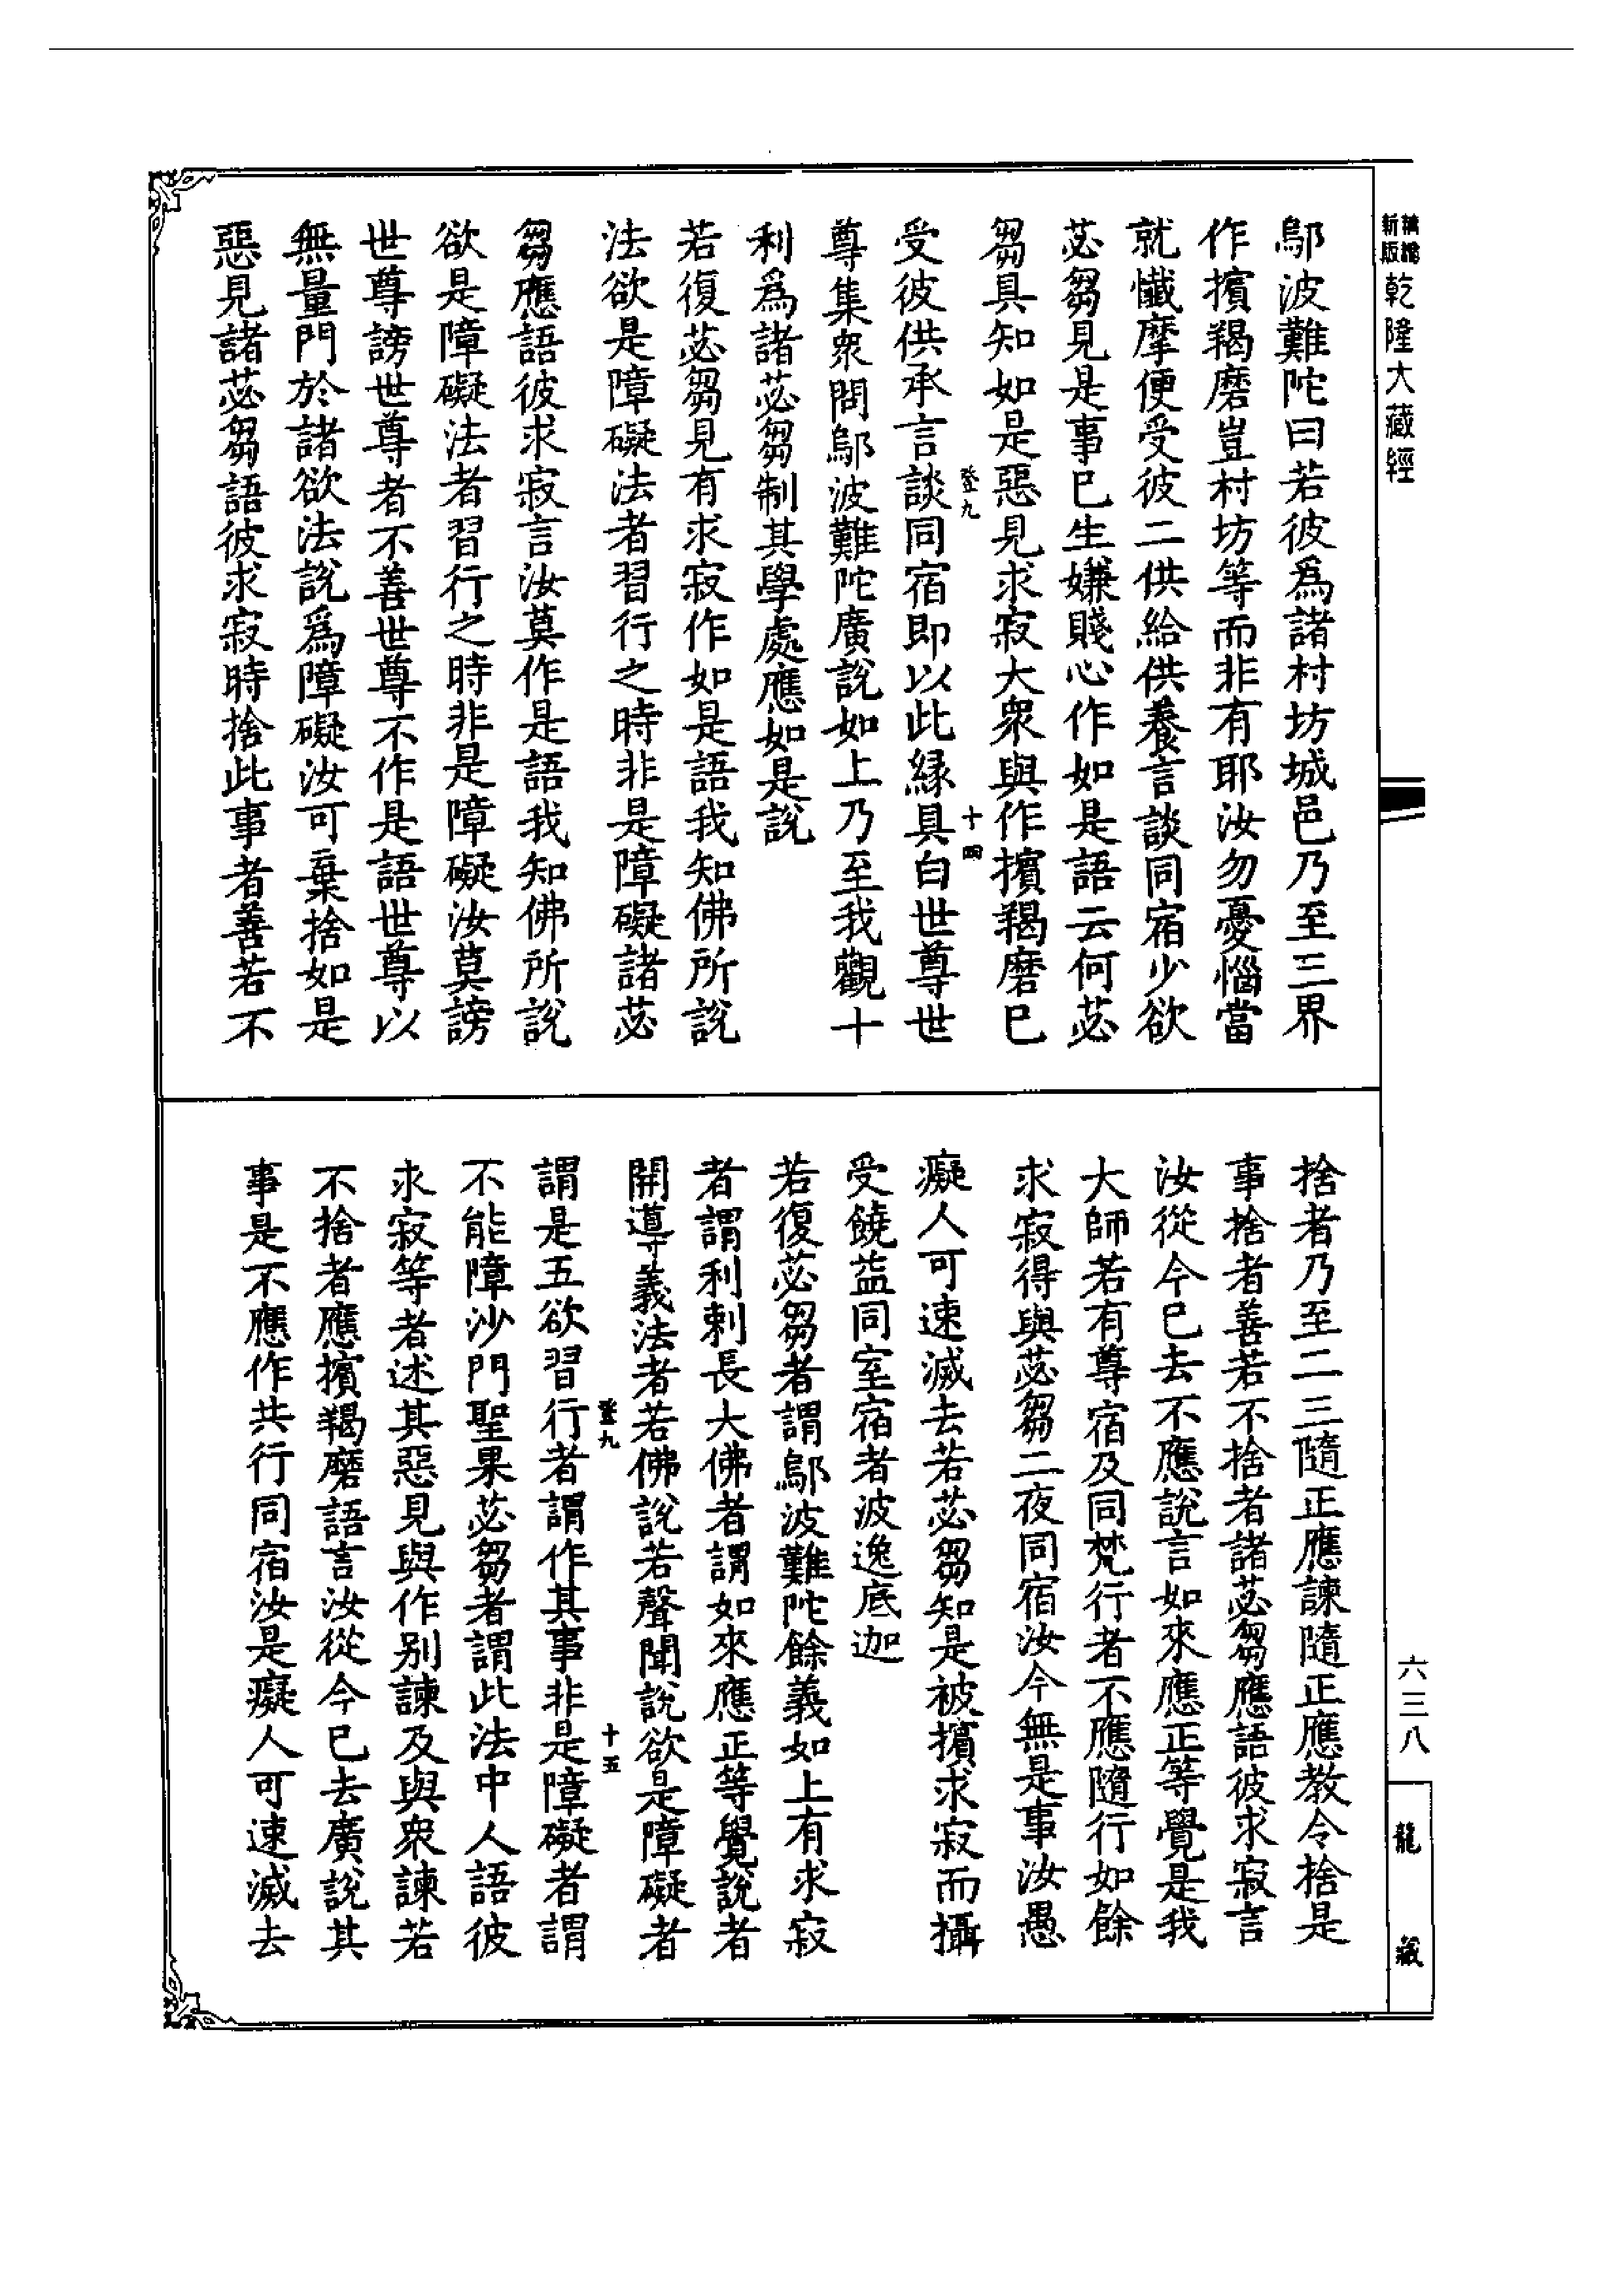 乾隆大藏經
鄔波難陀曰若彼爲諸村坊城邑乃至三界
作擯羯磨豈村坊等而非有耶汝勿憂惱當
就懺摩便受彼二供給供養言談同宿少欲
苾芻見是事已生嫌賤心作如是語云何苾
芻具知如是惡見求寂大衆與作擯羯磨已
登九
十四
受彼供承言談同宿即以此縁具白世尊世
尊集衆問鄔波難陀廣説如上乃至我觀十
利爲諸苾芻制其學處應如是説
若復苾芻見有求寂作如是語我知佛所説
法欲是障礙法者習行之時非是障礙諸苾
芻應語彼求寂言汝莫作是語我知佛所説
欲是障礙法者習行之時非是障礙汝莫謗
世尊謗世尊者不善世尊不作是語世尊以
無量門於諸欲法説爲障礙汝可棄捨如是
惡見諸苾芻語彼求寂時捨此事者善若不
捨者乃至二三隨正應諫隨正應教令捨是
事捨者善若不捨者諸苾芻應語彼求寂言
汝從今已去不應説言如來應正等覺是我
大師若有尊宿及同梵行者不應隨行如餘
求寂得與苾芻二夜同宿汝今無是事汝愚
癡人可速滅去若苾芻知是被擯求寂而攝
受饒益同室宿者波逸底迦
若復苾芻者謂鄔波難陀餘義如上有求寂
者謂利剌長大佛者謂如來應正等覺説者
開導義法者若佛説若聲聞説欲是障礙者
登九
十五
謂是五欲習行者謂作其事非是障礙者謂
不能障沙門聖果苾芻者謂此法中人語彼
求寂等者述其惡見與作别諫及與衆諫若
不捨者應擯羯磨語言汝從今已去廣説其
事是不應作共行同宿汝是癡人可速滅去
六三八
龍藏